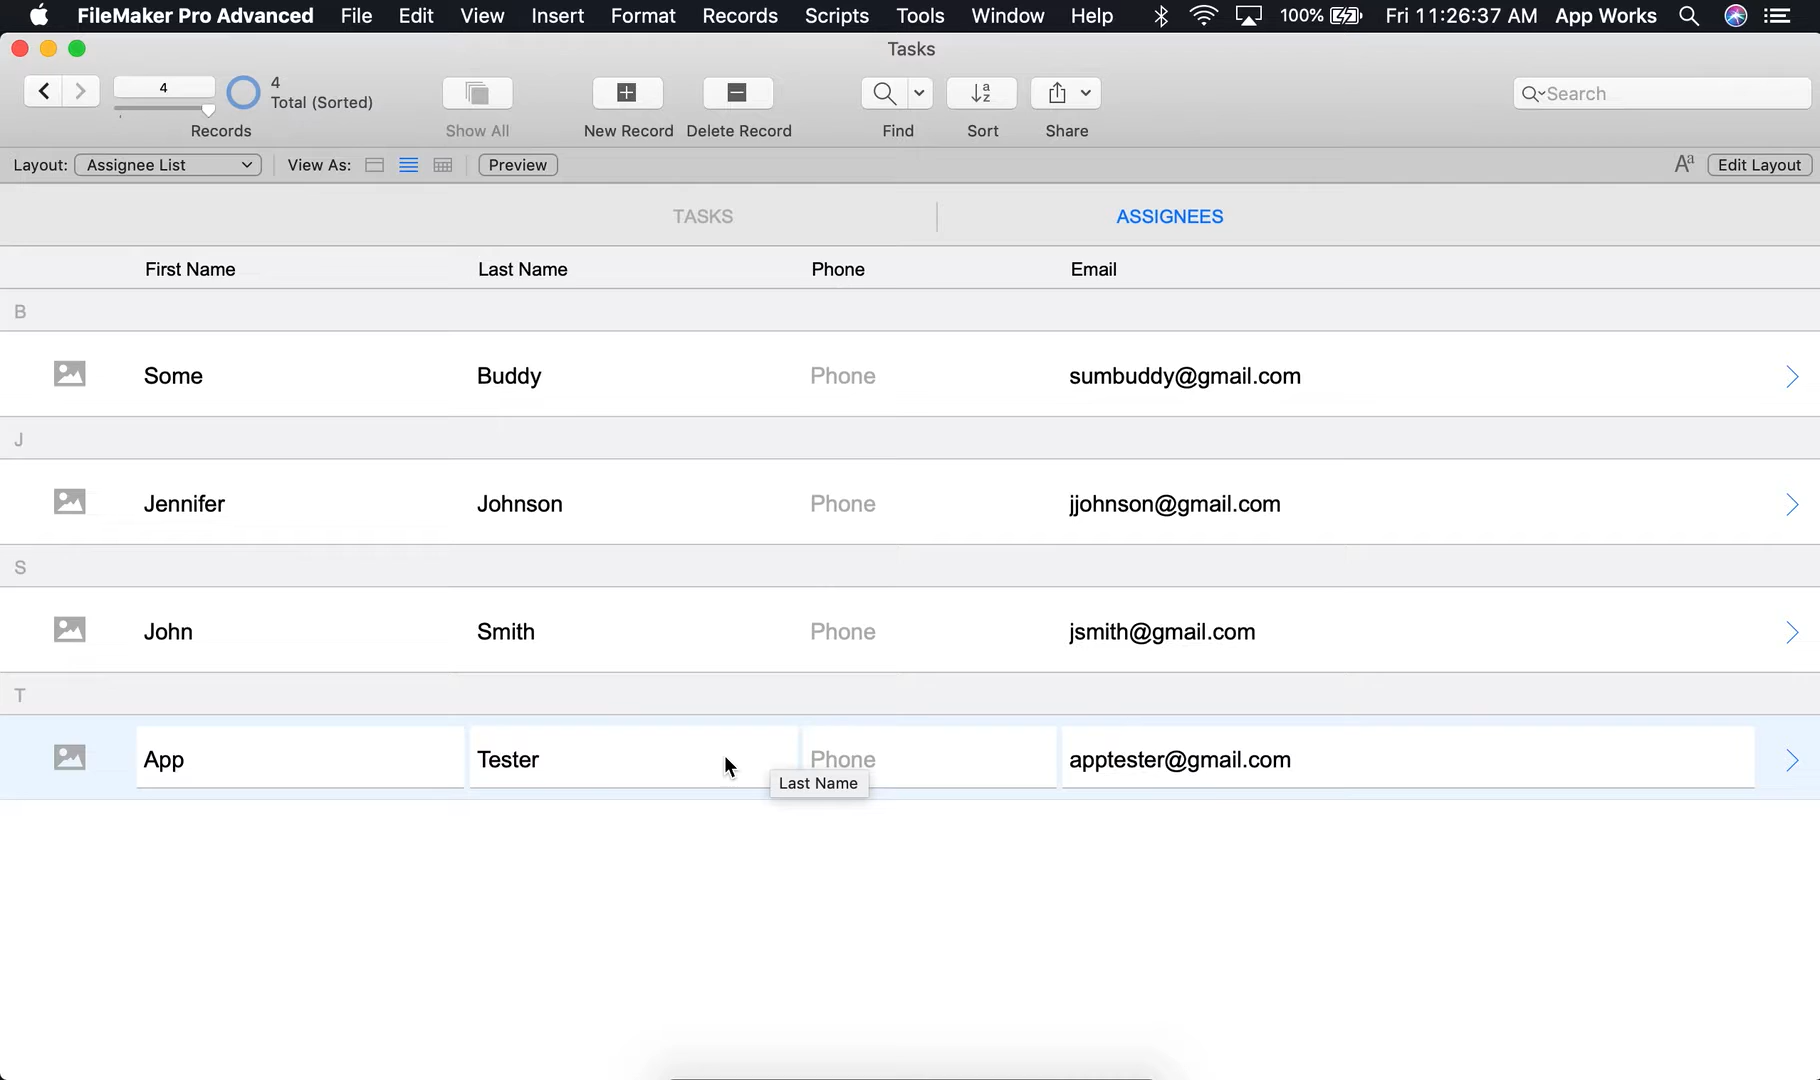 FileMaker Pro Advanced File Edit View Insert Format Records Scripts Tools Window Help 100% Fri 11:26:37 AM App Works
Tasks
4 4 Total (Sorted) Search
Records Show All New Record Delete Record Find Sort Share
Layout: Assignee List View As: Preview Aa Edit Layout
TASKS ASSIGNEES
First Name Last Name Phone Email
B
Some Buddy Phone sumbuddy@gmail.com
J
Jennifer Johnson Phone jjohnson@gmail.com
S
John Smith Phone jsmith@gmail.com
T
App Tester Phone apptester@gmail.com
Last Name